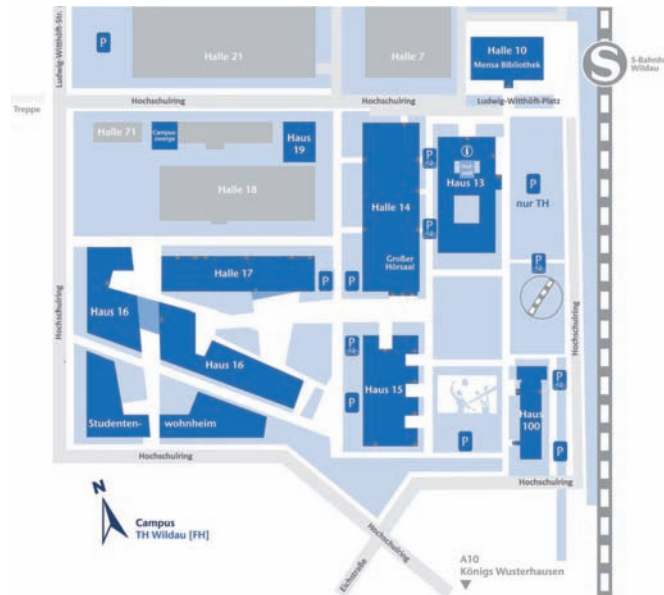 Ludwig-Witthöft-Str.
P
Halle 21
Halle 7
Halle 10
Mensa Bibliothek
S
S-Bahnho
Wildau
Treppe
Hochschulring
Hochschulring
Ludwig-Witthöft-Platz
Halle 71
Haus
19
P
i
Haus 13
P
nur TH
Halle 18
Halle 14
P
Großer
Hörsaal
P
Hochschulring
Halle 17
P
P
Hochschulring
Haus 16
Haus 16
P
Haus 15
P
P
Haus
100
P
P
Studenten-
wohnheim
Hochschulring
Hochschulring
N
Campus
TH Wildau [FH]
Hochschulring
Eichstraße
A10
Königs Wusterhausen